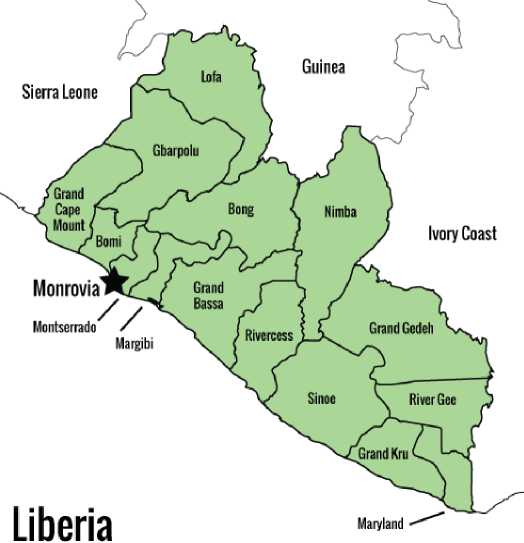 Lofa
Guinea
Sierra Leone
Gbarpolu
Grand
Cape
Mount
Bong
Nimba
Ivory Coast
Bomi
Monrovia
Grand
Bassa
Montserrado
Margibi
Rivercess
Grand Gedeh
Sinoe
River Gee
Grand Kru
Maryland
Liberia